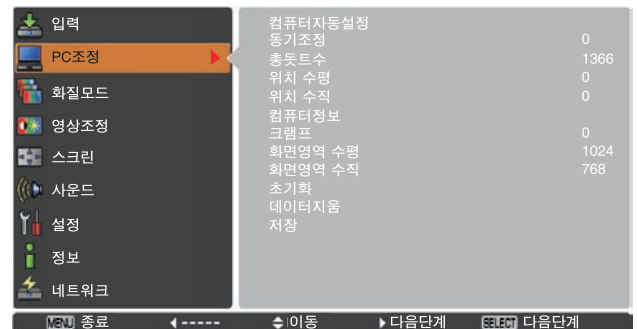 입력
PC조정
화질모드
영상조정
스크린
사운드
설정
정보
네트워크
컴퓨터자동설정
동기조정 0
총돗트수 1366
위치 수평 0
위치 수직 0
컴퓨터정보
크램프 0
화면영역 수평 1024
화면영역 수직 768
초기화
데이터지움
저장
MENU 종료 ----- 이동 다음단계 SELECT 다음단계